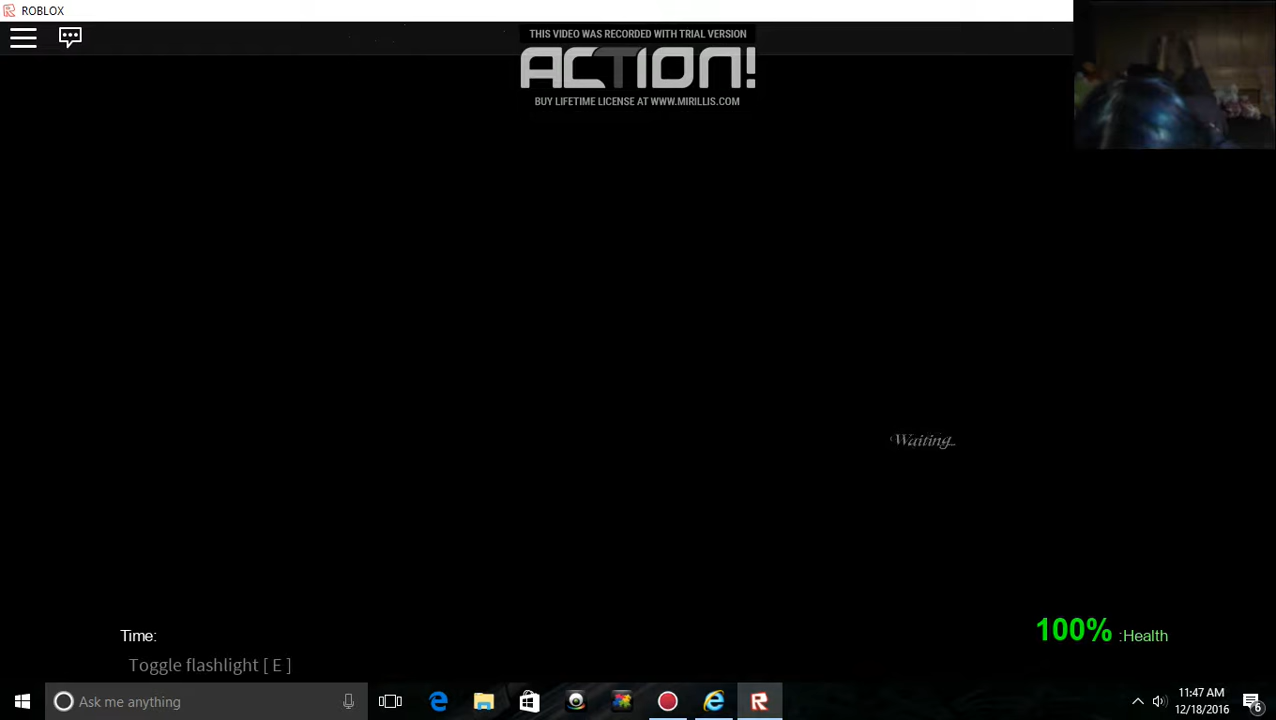 ROBLOX
THIS VIDEO WAS RECORDED WITH TRIAL VERSION
ACTION!
BUY LIFETIME LICENSE AT WWW.MIRILLIS.COM
Waiting...
Time:
100% :Health
Toggle flashlight [ E ]
Ask me anything
11:47 AM
12/18/2016
6